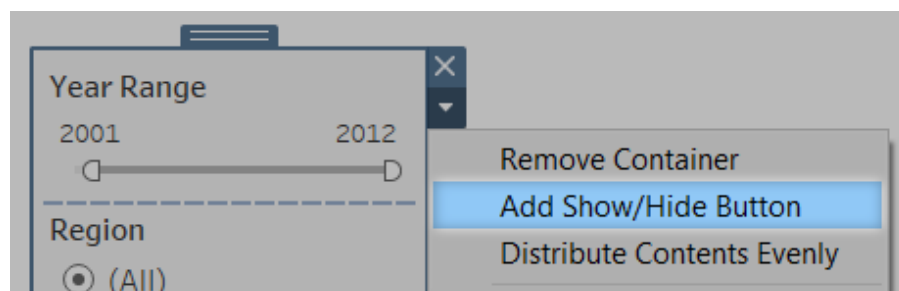 Year Range
2001 2012
Remove Container
Add Show/Hide Button
Region
Distribute Contents Evenly
(All)